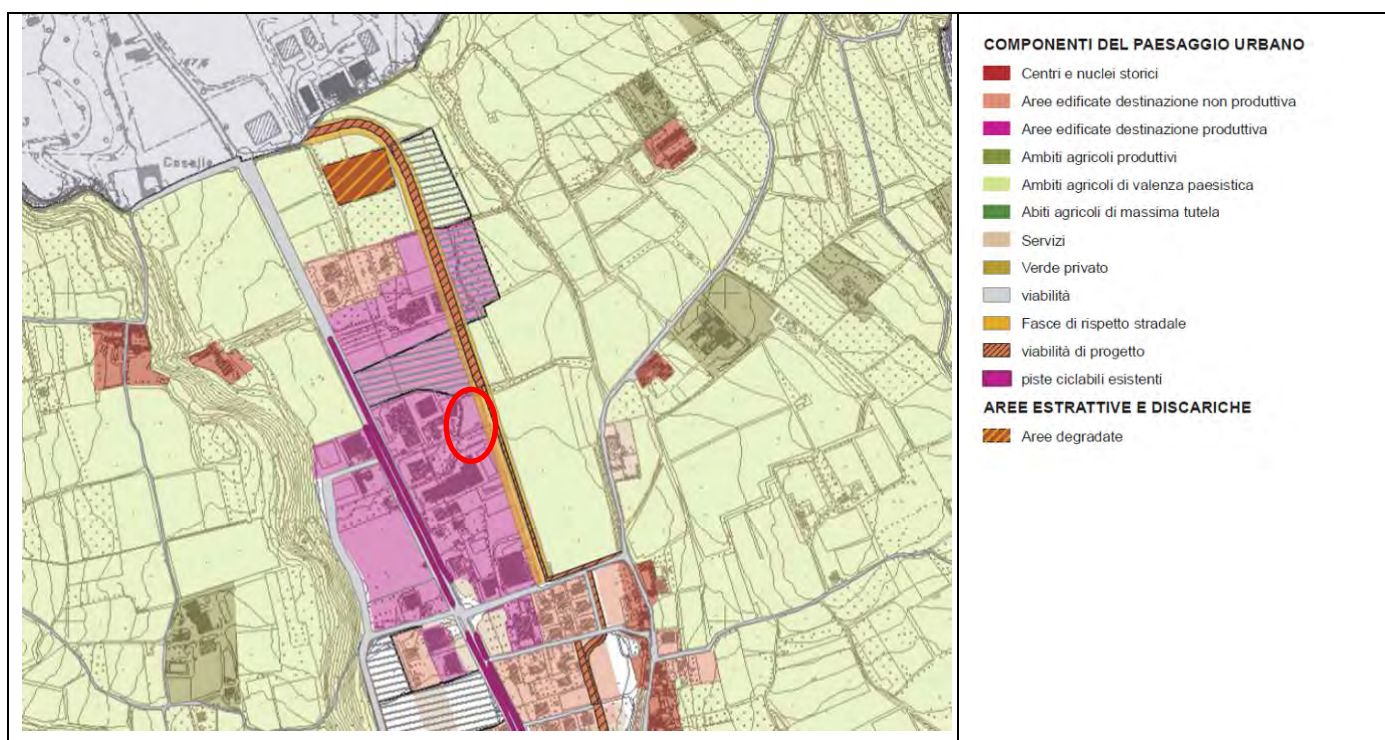 COMPONENTI DEL PAESAGGIO URBANO
Centri e nuclei storici
Aree edificate destinazione non produttiva
Aree edificate destinazione produttiva
Ambiti agricoli produttivi
Ambiti agricoli di valenza paesistica
Abiti agricoli di massima tutela
Servizi
Verde privato
viabilità
Fasce di rispetto stradale
viabilità di progetto
piste ciclabili esistenti
AREE ESTRATTIVE E DISCARICHE
Aree degradate